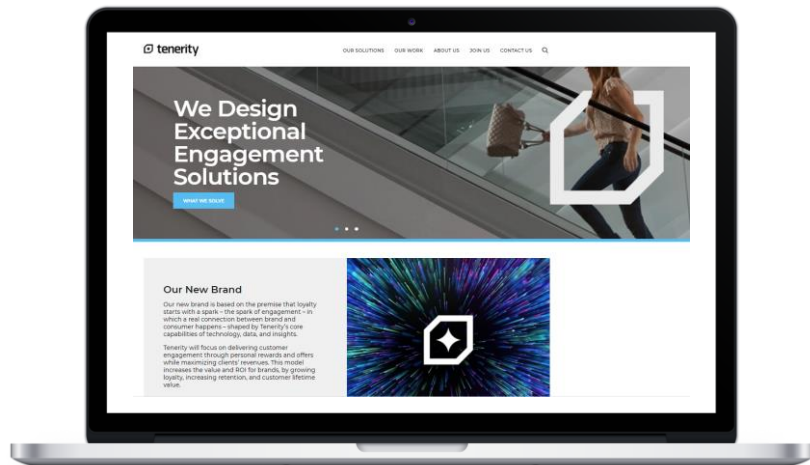 tenerity
OUR SOLUTIONS OUR WORK ABOUT US JOIN US CONTACT US
We Design
Exceptional
Engagement
Solutions
WHAT WE SOLVE
Our New Brand
Our new brand is based on the premise that loyalty
starts with a spark – the spark of engagement – in
which a real connection between brand and
consumer happens – shaped by Tenerity's core
capabilities of technology, data, and insights.
Tenerity will focus on delivering customer
engagement through personal rewards and offers
while maximizing clients' revenues. This model
increases the value and ROI for brands, by growing
loyalty, increasing retention, and customer lifetime
value.